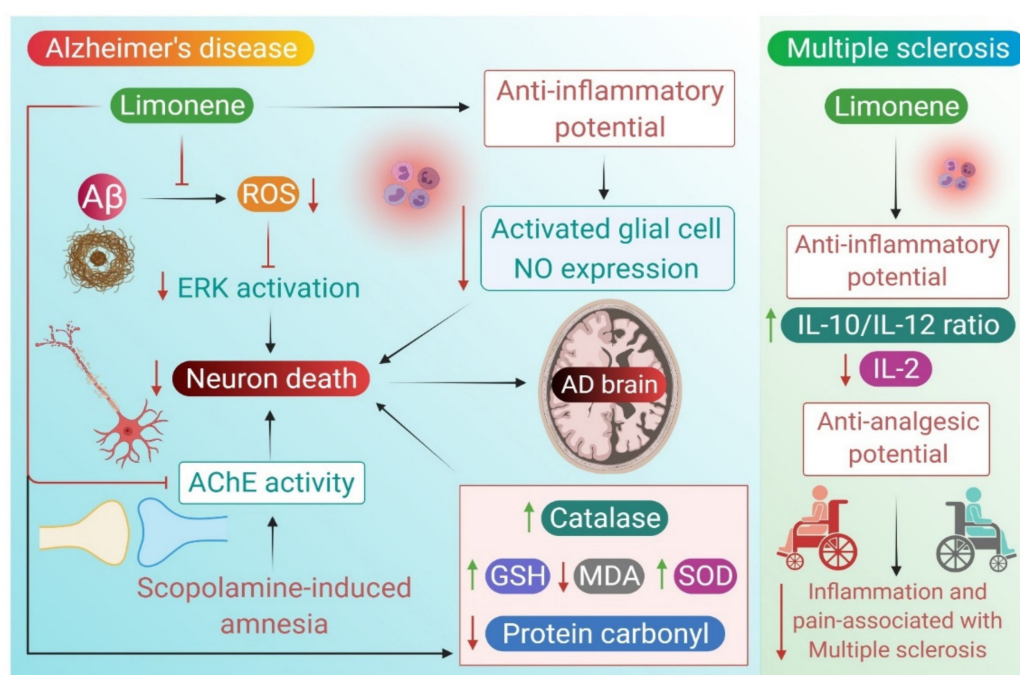 Alzheimer's disease
Limonene
Anti-inflammatory
potential
Aβ
ROS
Activated glial cell
NO expression
ERK activation
Neuron death
AD brain
AChE activity
Scopolamine-induced
amnesia
Catalase
GSH
MDA
SOD
Protein carbonyl
Multiple sclerosis
Limonene
Anti-inflammatory
potential
IL-10/IL-12 ratio
IL-2
Anti-analgesic
potential
Inflammation and
pain-associated with
Multiple sclerosis